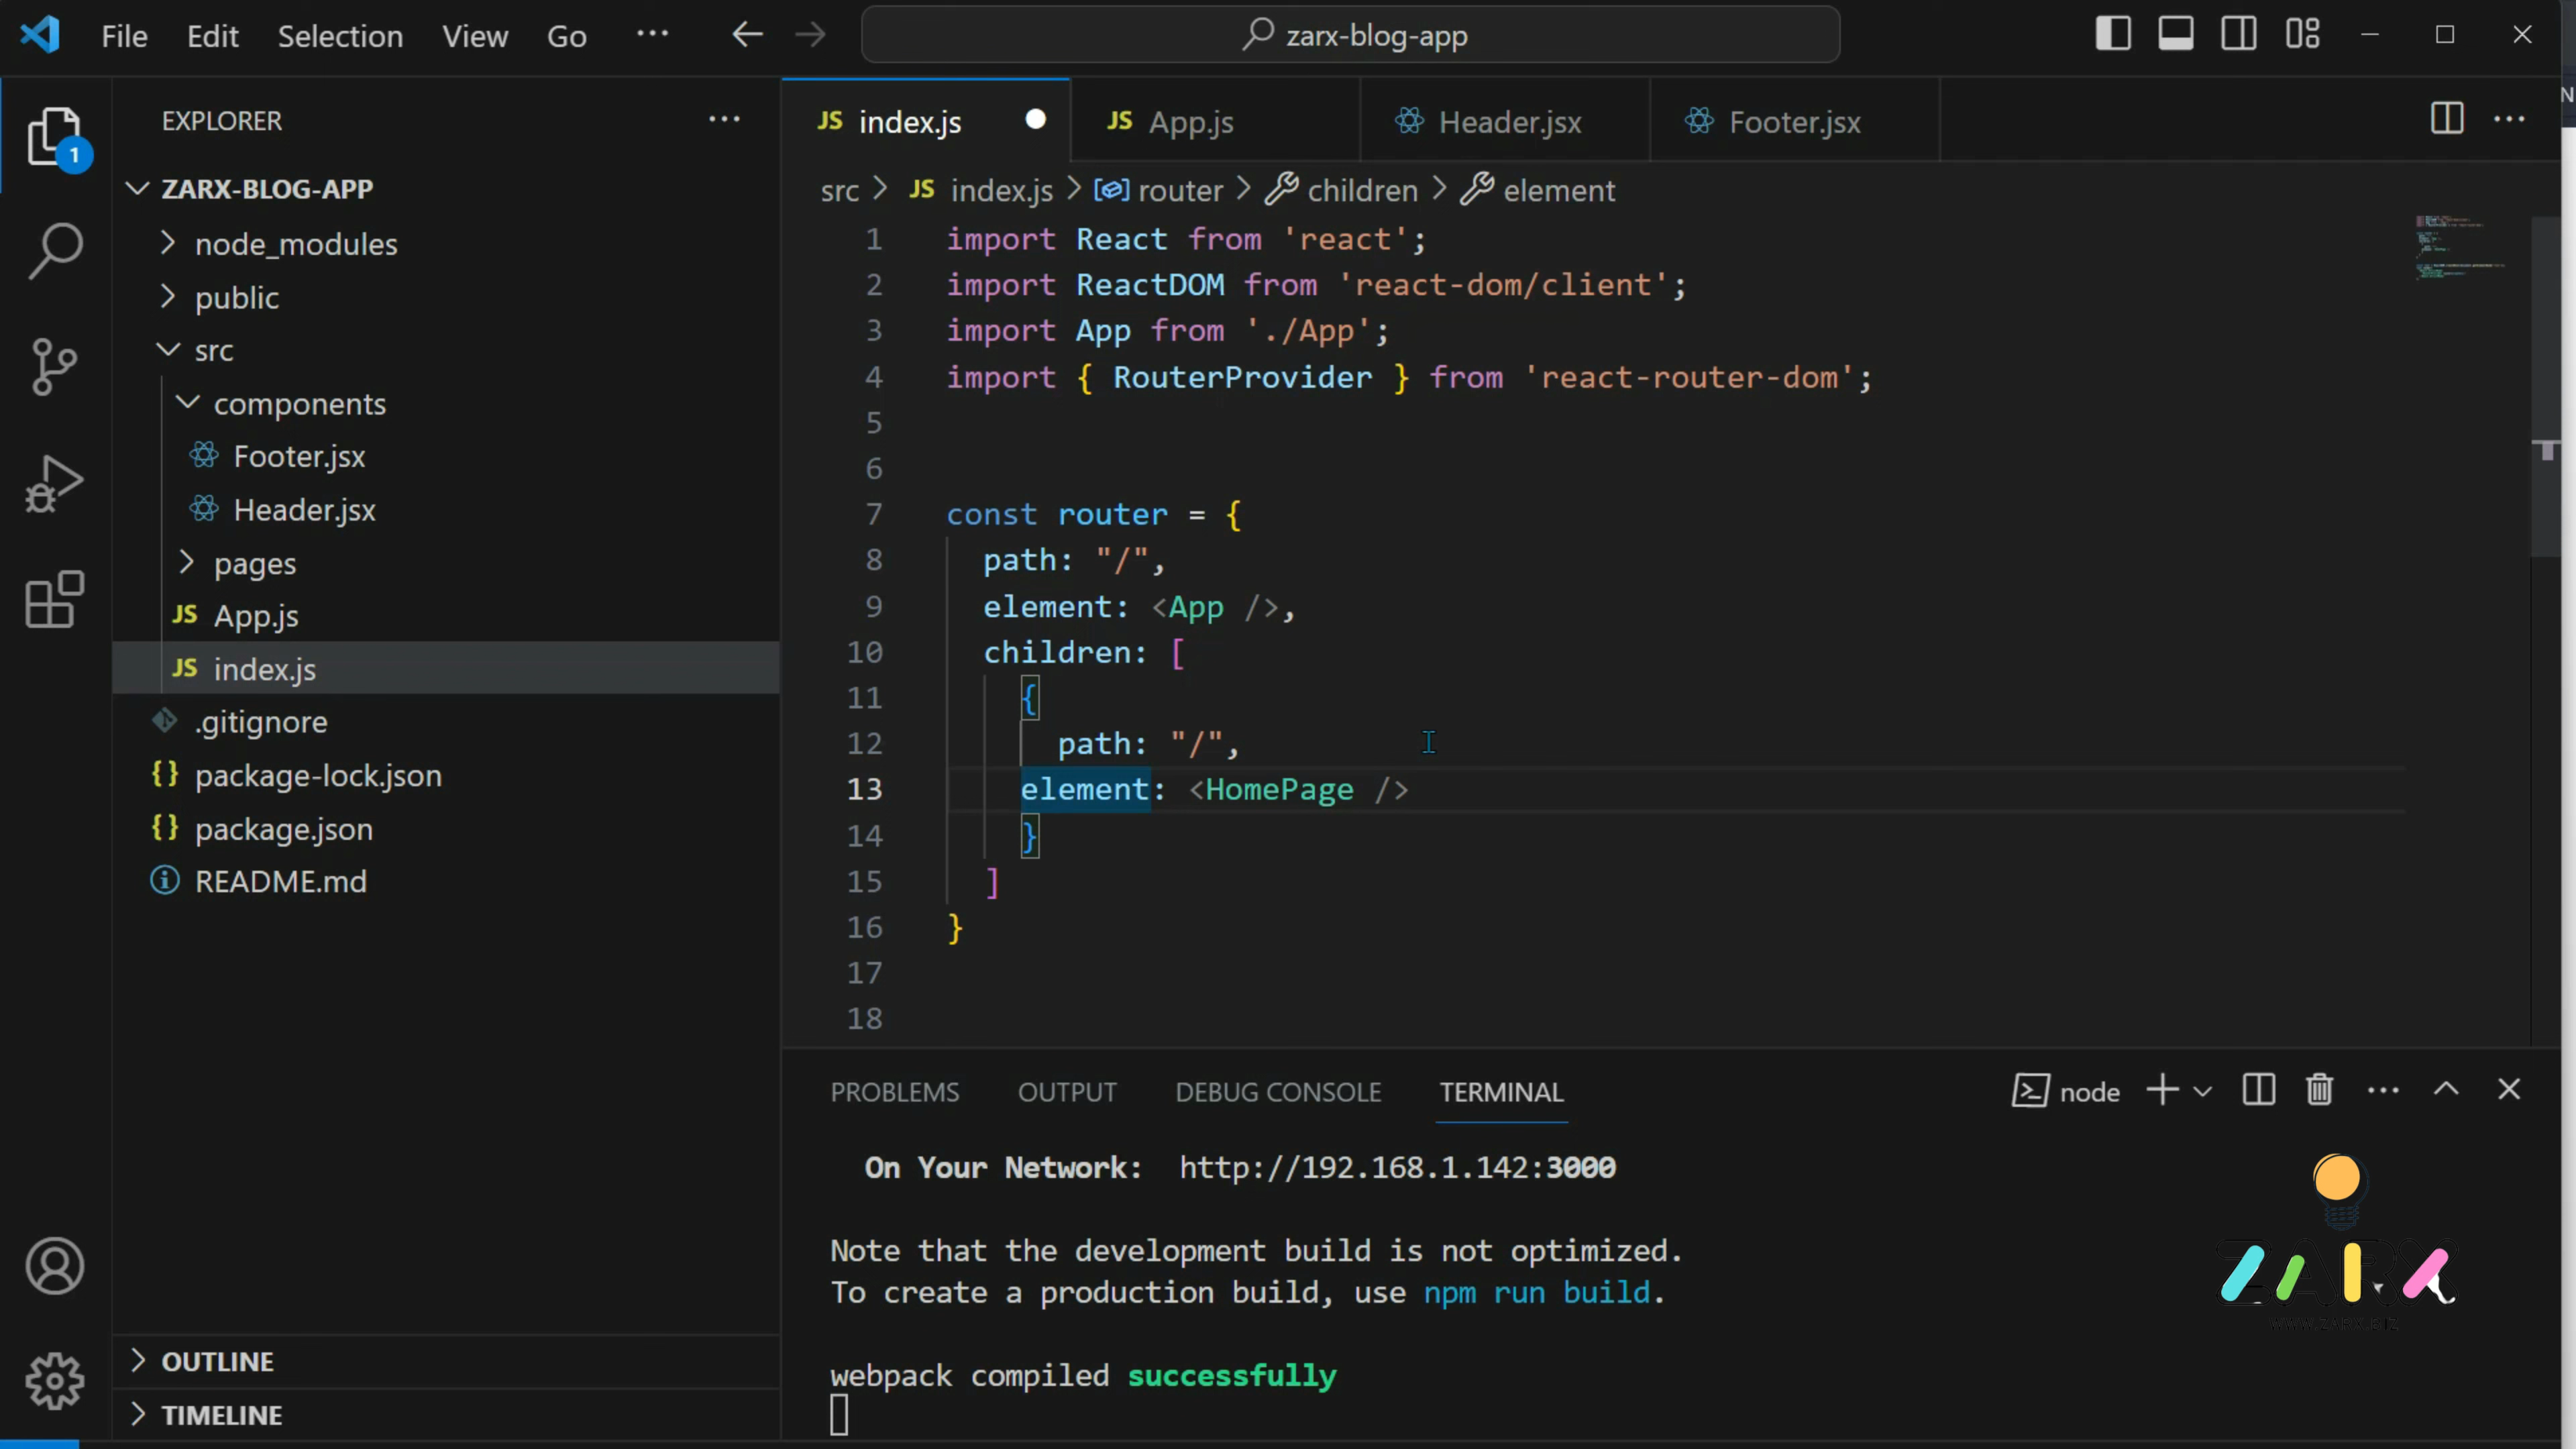 File Edit Selection View Go ··· zarx-blog-app
EXPLORER ···
1
ZARX-BLOG-APP
node_modules
public
src
components
Footer.jsx
Header.jsx
pages
JS App.js
JS index.js
.gitignore
{} package-lock.json
{} package.json
README.md
OUTLINE
TIMELINE
JS index.js JS App.js Header.jsx Footer.jsx
src > JS index.js > router > children > element
1 import React from 'react';
2 import ReactDOM from 'react-dom/client';
3 import App from './App';
4 import { RouterProvider } from 'react-router-dom';
5
6
7 const router = {
8 path: "/",
9 element: <App />,
10 children: [
11 {
12 path: "/",
13 element: <HomePage />
14 }
15 ]
16 }
17
18
PROBLEMS OUTPUT DEBUG CONSOLE TERMINAL node
On Your Network: http://192.168.1.142:3000
Note that the development build is not optimized.
To create a production build, use npm run build.
webpack compiled successfully
ZARX
WWW.ZARX.BIZ